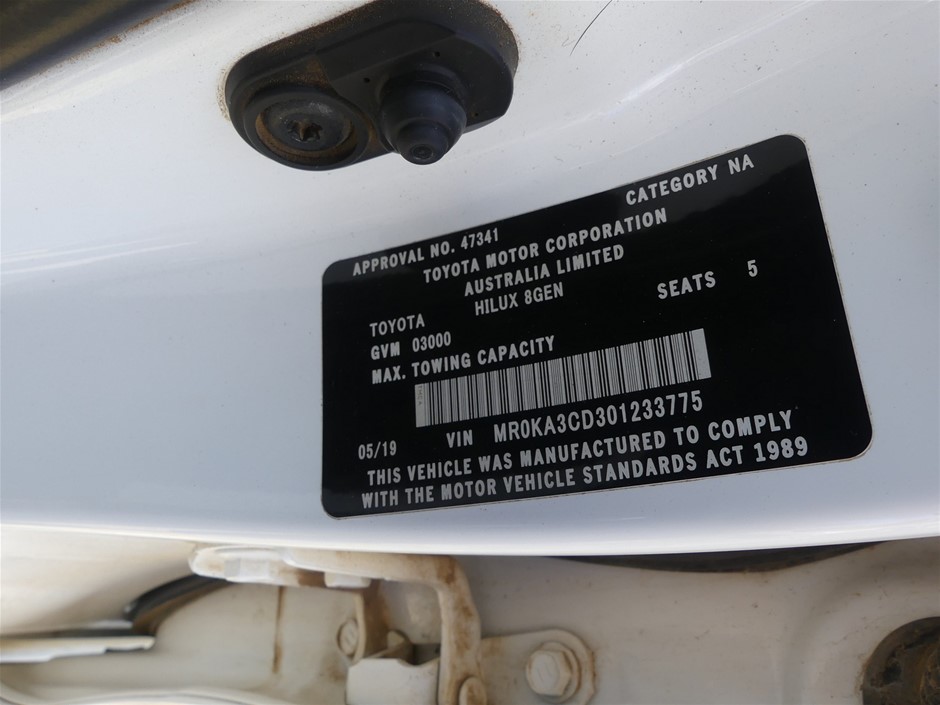 APPROVAL NO. 47341 CATEGORY NA
TOYOTA MOTOR CORPORATION
AUSTRALIA LIMITED
TOYOTA HILUX 8GEN
GVM 03000 SEATS 5
MAX. TOWING CAPACITY
05/19 VIN MR0KA3CD301233775
THIS VEHICLE WAS MANUFACTURED TO COMPLY
WITH THE MOTOR VEHICLE STANDARDS ACT 1989